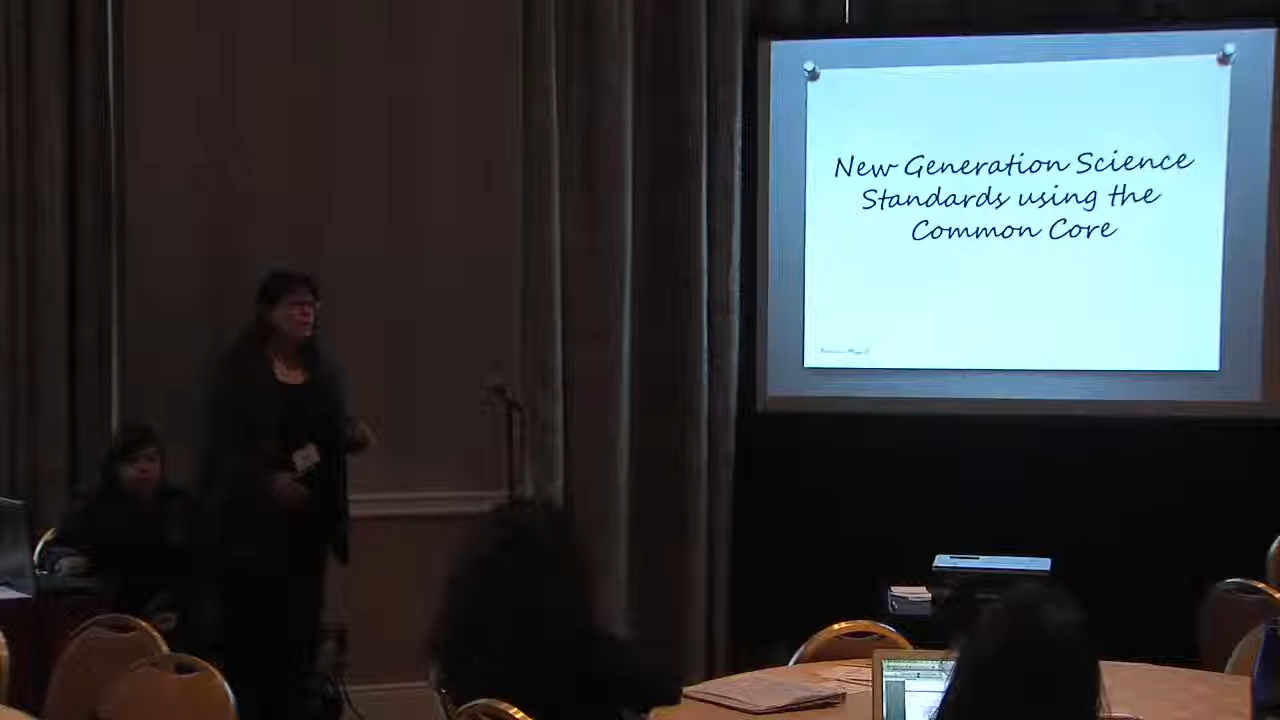 New Generation Science
Standards using the
Common Core